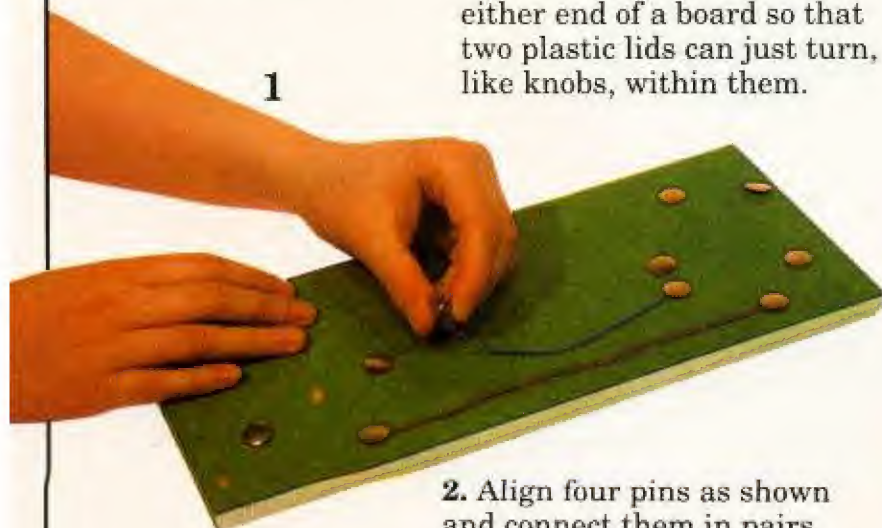 either end of a board so that
two plastic lids can just turn,
like knobs, within them.
1
2. Align four pins as shown
and connect them in pairs